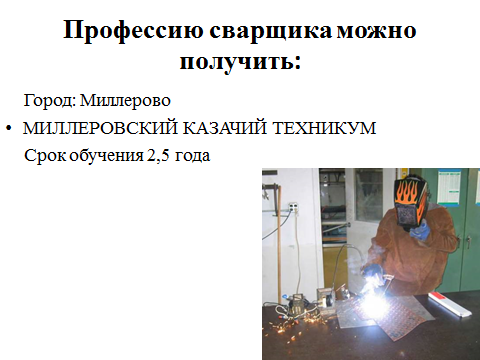 Профессию сварщика можно
получить:
Город: Миллерово
• МИЛЛЕРОВСКИЙ КАЗАЧИЙ ТЕХНИКУМ
Срок обучения 2,5 года